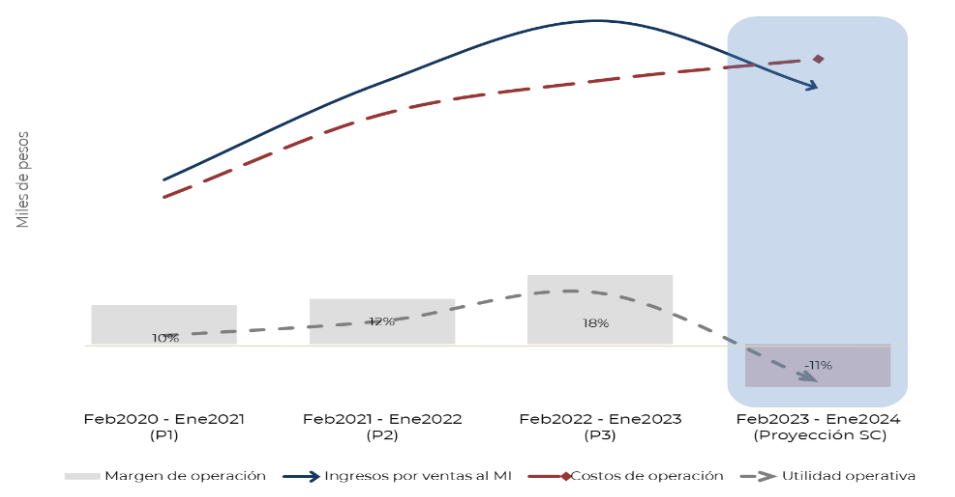 Miles de pesos
10%
12%
18%
-11%
Feb2020 - Ene2021
(P1)
Feb2021 - Ene2022
(P2)
Feb2022 - Ene2023
(P3)
Feb2023 - Ene2024
(Proyección SC)
Margen de operación
Ingresos por ventas al MI
Costos de operación
Utilidad operativa